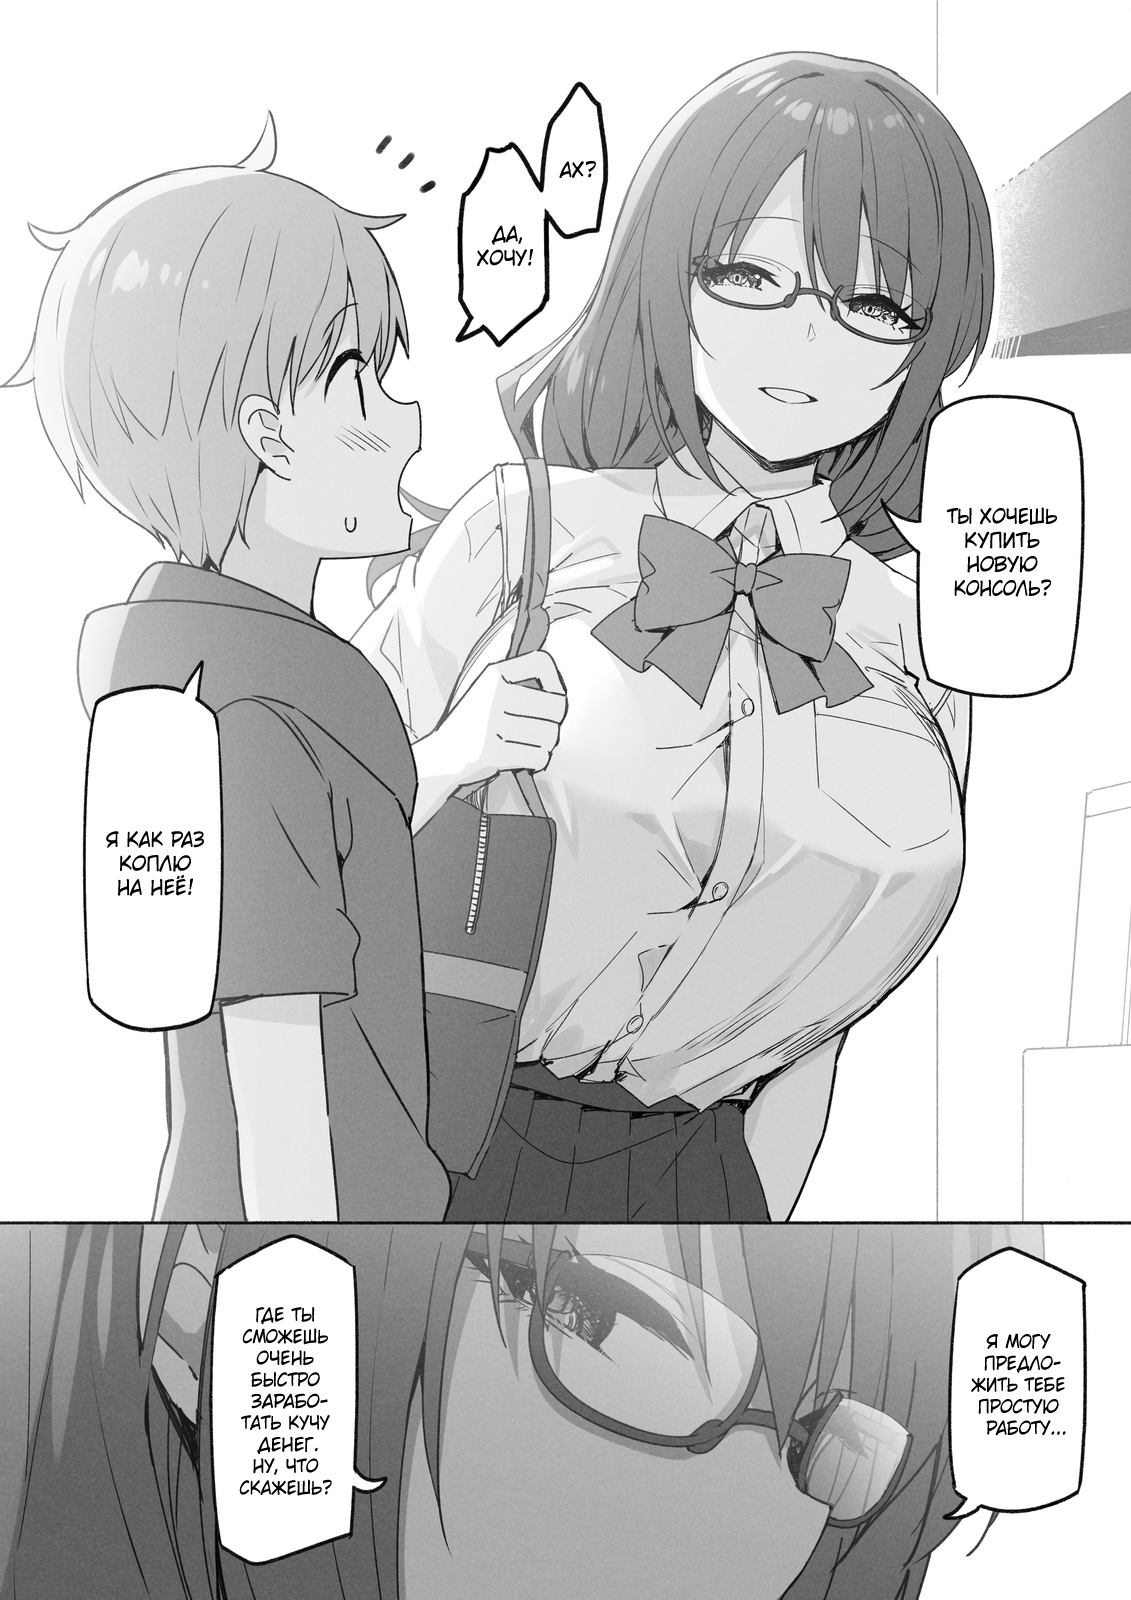 ТЫ ХОЧЕШЬ
КУПИТЬ
НОВУЮ
КОНСОЛЬ?
АХ?
ДА,
ХОЧУ!
Я КАК РАЗ
КОПЛЮ
НА НЕЁ!
Я МОГУ
ПРЕДЛО-
ЖИТЬ ТЕБЕ
ПРОСТУЮ
РАБОТУ...
ГДЕ ТЫ
СМОЖЕШЬ
ОЧЕНЬ
БЫСТРО
ЗАРАБО-
ТАТЬ КУЧУ
ДЕНЕГ.
НУ, ЧТО
СКАЖЕШЬ?